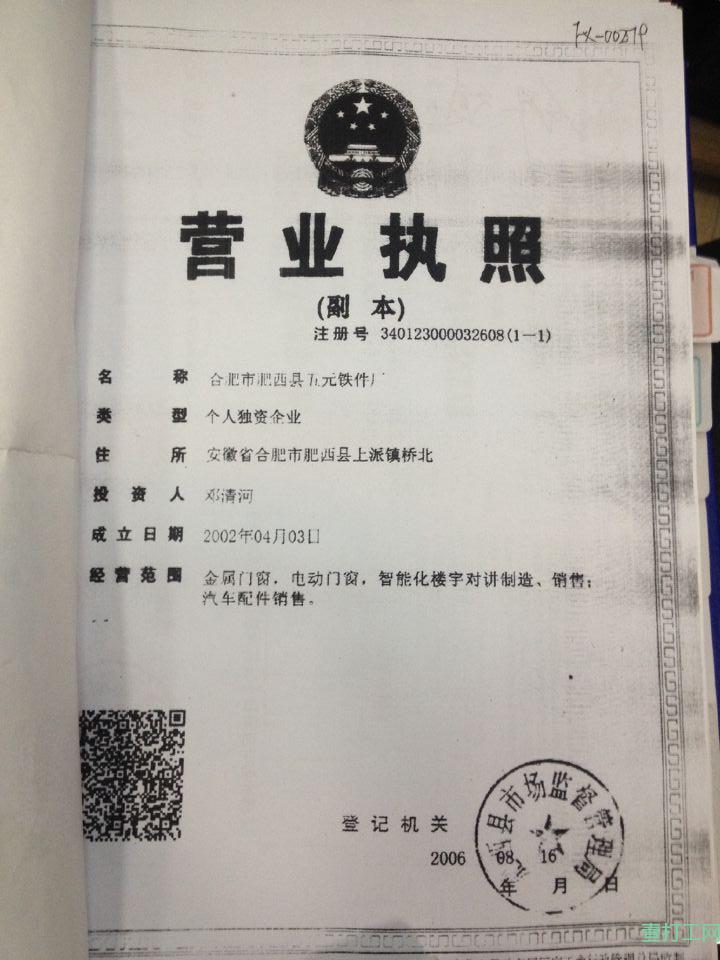 营业执照
(副 本)
注册号 340123000032608(1-1)
名 称 合肥市肥西县五元铁件厂
类 型 个人独资企业
住 所 安徽省合肥市肥西县上派镇桥北
投 资 人 邓清河
成立日期 2002年04月03日
经营范围 金属门窗，电动门窗，智能化楼宇对讲制造、销售；
汽车配件销售。
县市场监督管理局
登 记 机 关
2006 08 16
年 月 日
壹打工网